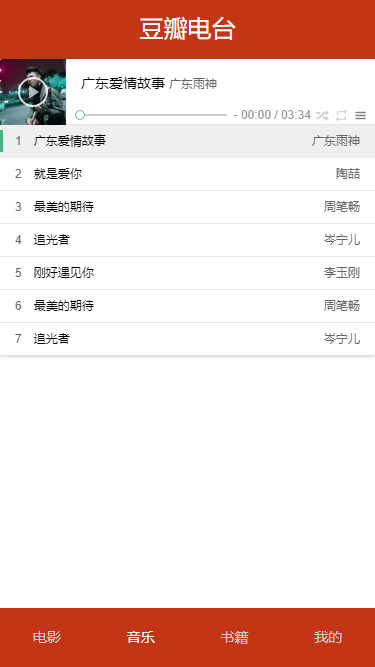 豆瓣电台
广东爱情故事 广东雨神
- 00:00 / 03:34
1 广东爱情故事 广东雨神
2 就是爱你 陶喆
3 最美的期待 周笔畅
4 追光者 岑宁儿
5 刚好遇见你 李玉刚
6 最美的期待 周笔畅
7 追光者 岑宁儿
电影 音乐 书籍 我的